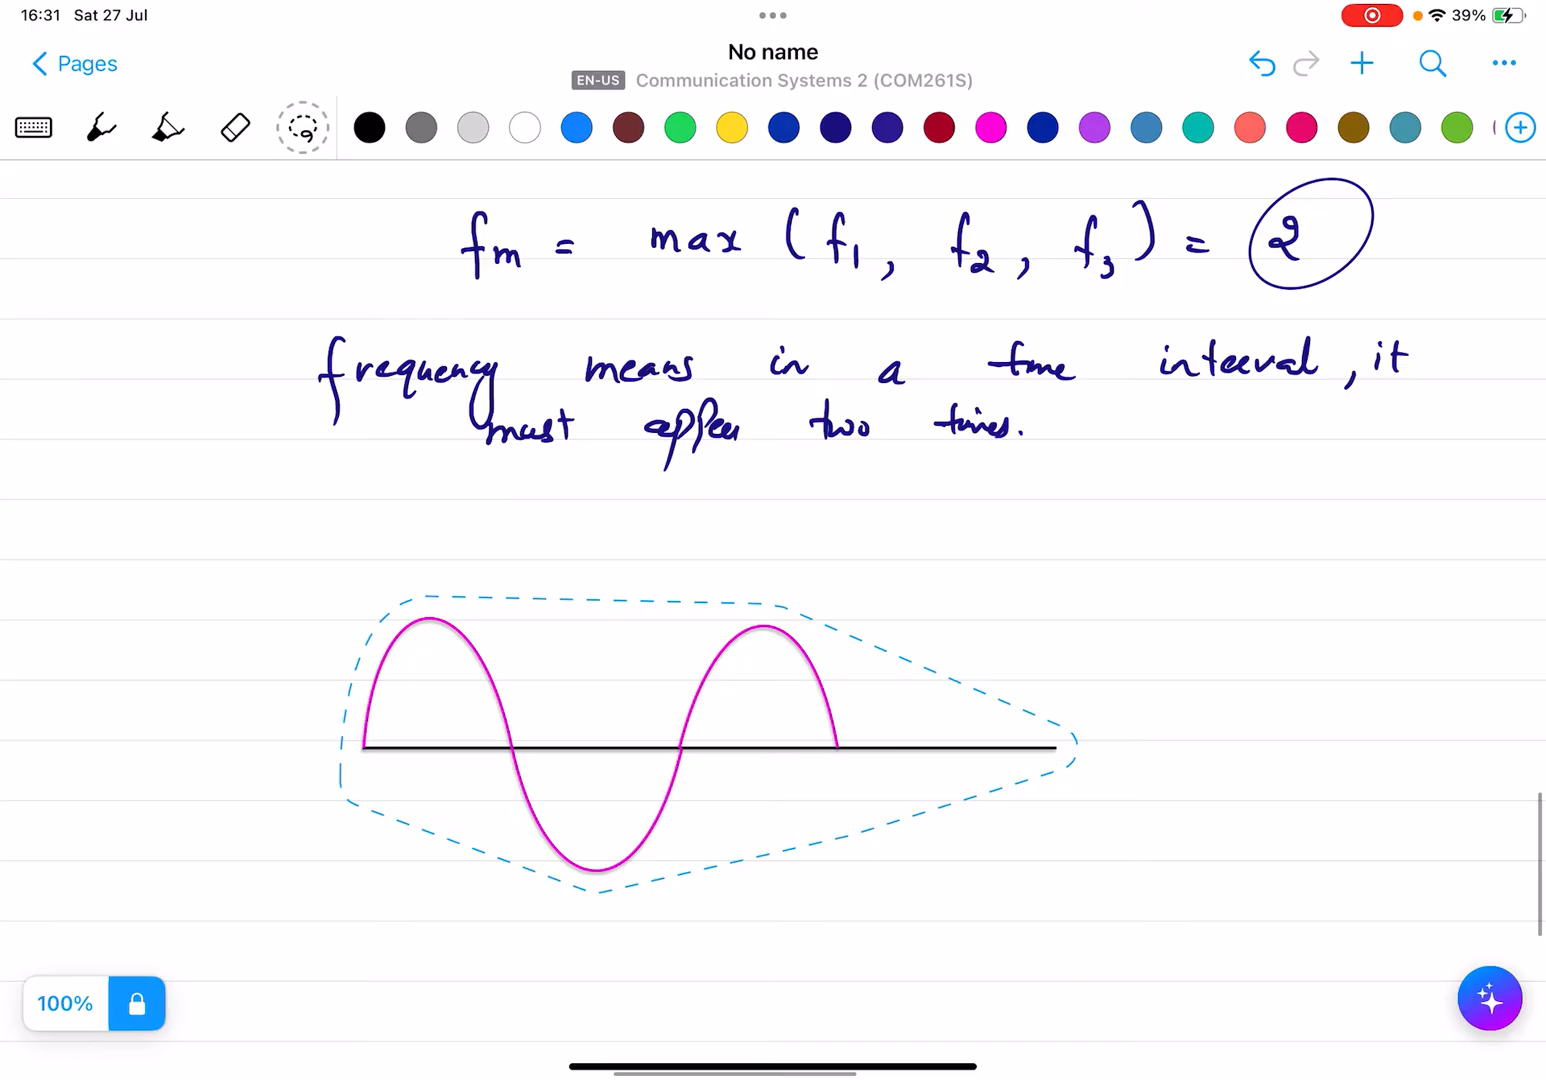 16:31 Sat 27 Jul
39%
No name
Pages
EN-US Communication Systems 2 (COM261S)
fm = max (f1, f2, f3) = 2
frequency means in a time interval, it
must appear two times.
100%